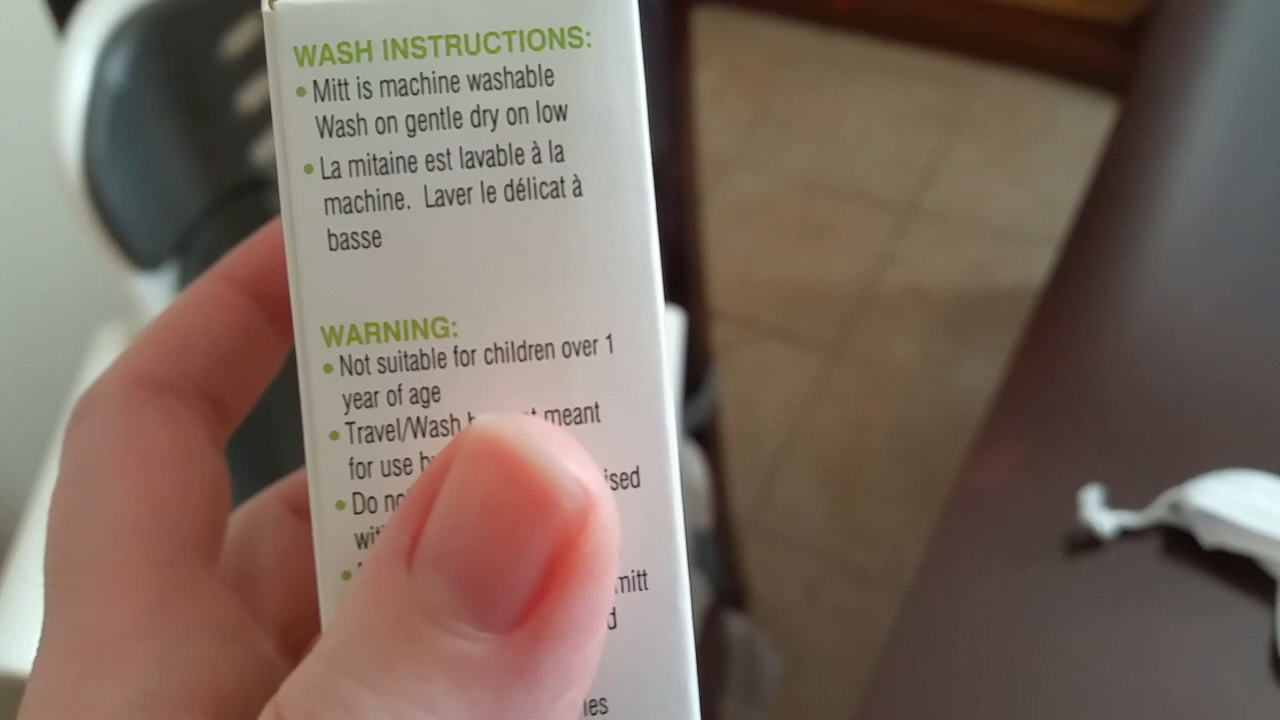 WASH INSTRUCTIONS:
• Mitt is machine washable
Wash on gentle dry on low
• La mitaine est lavable à la
machine. Laver le délicat à
basse
WARNING:
• Not suitable for children over 1
year of age
• Travel/Wash meant
for use
• Do
mitt